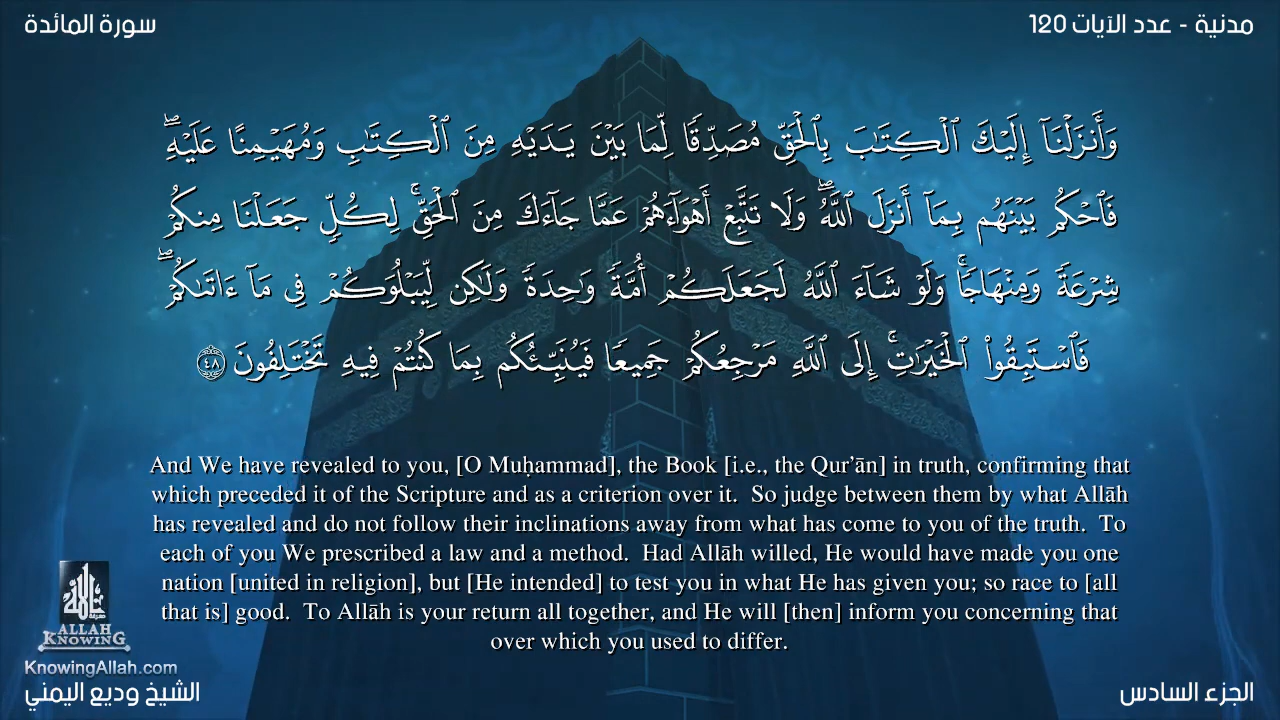 سورة المائدة
مدنية - عدد الآيات 120
وَأَنزَلْنَآ إِلَيْكَ ٱلْكِتَـٰبَ بِٱلْحَقِّ مُصَدِّقًا لِّمَا بَيْنَ يَدَيْهِ مِنَ ٱلْكِتَـٰبِ وَمُهَيْمِنًا عَلَيْهِ ۖ
فَٱحْكُم بَيْنَهُم بِمَآ أَنزَلَ ٱللَّهُ ۖ وَلَا تَتَّبِعْ أَهْوَآءَهُمْ عَمَّا جَآءَكَ مِنَ ٱلْحَقِّ ۚ لِكُلٍّ جَعَلْنَا مِنكُمْ
شِرْعَةً وَمِنْهَاجًا ۚ وَلَوْ شَآءَ ٱللَّهُ لَجَعَلَكُمْ أُمَّةً وَٰحِدَةً وَلَـٰكِن لِّيَبْلُوَكُمْ فِى مَآ ءَاتَىٰكُمْ ۖ
فَٱسْتَبِقُوا۟ ٱلْخَيْرَٰتِ ۚ إِلَى ٱللَّهِ مَرْجِعُكُمْ جَمِيعًا فَيُنَبِّئُكُم بِمَا كُنتُمْ فِيهِ تَخْتَلِفُونَ ٤٨
And We have revealed to you, [O Muḥammad], the Book [i.e., the Qur’ān] in truth, confirming that
which preceded it of the Scripture and as a criterion over it. So judge between them by what Allāh
has revealed and do not follow their inclinations away from what has come to you of the truth. To
each of you We prescribed a law and a method. Had Allāh willed, He would have made you one
nation [united in religion], but [He intended] to test you in what He has given you; so race to [all
that is] good. To Allāh is your return all together, and He will [then] inform you concerning that
over which you used to differ.
ALLAH
KNOWING
KnowingAllah.com
الشيخ وديع اليمني
الجزء السادس